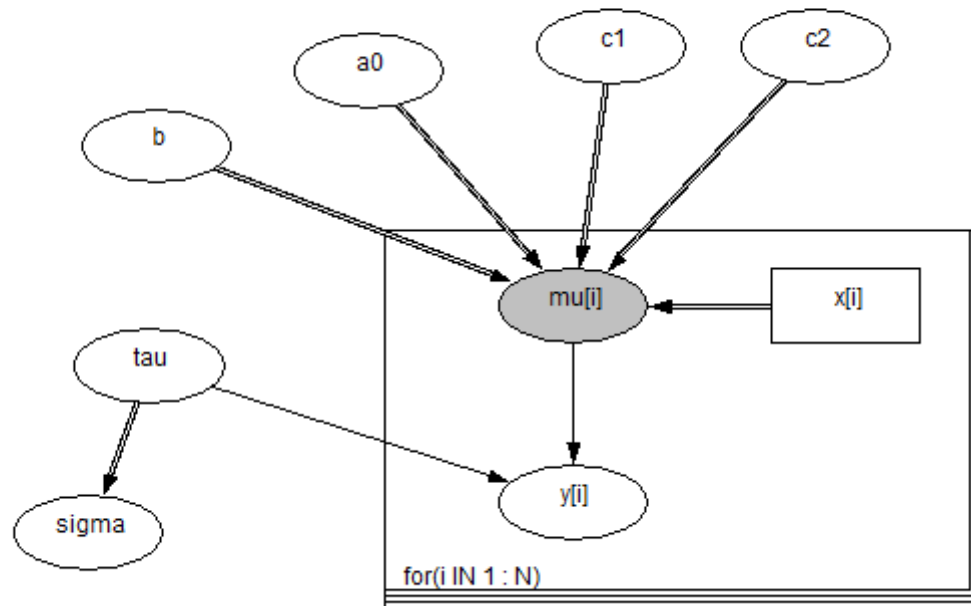 c1
c2
a0
b
mu[i]
x[i]
tau
y[i]
sigma
for(i IN 1 : N)